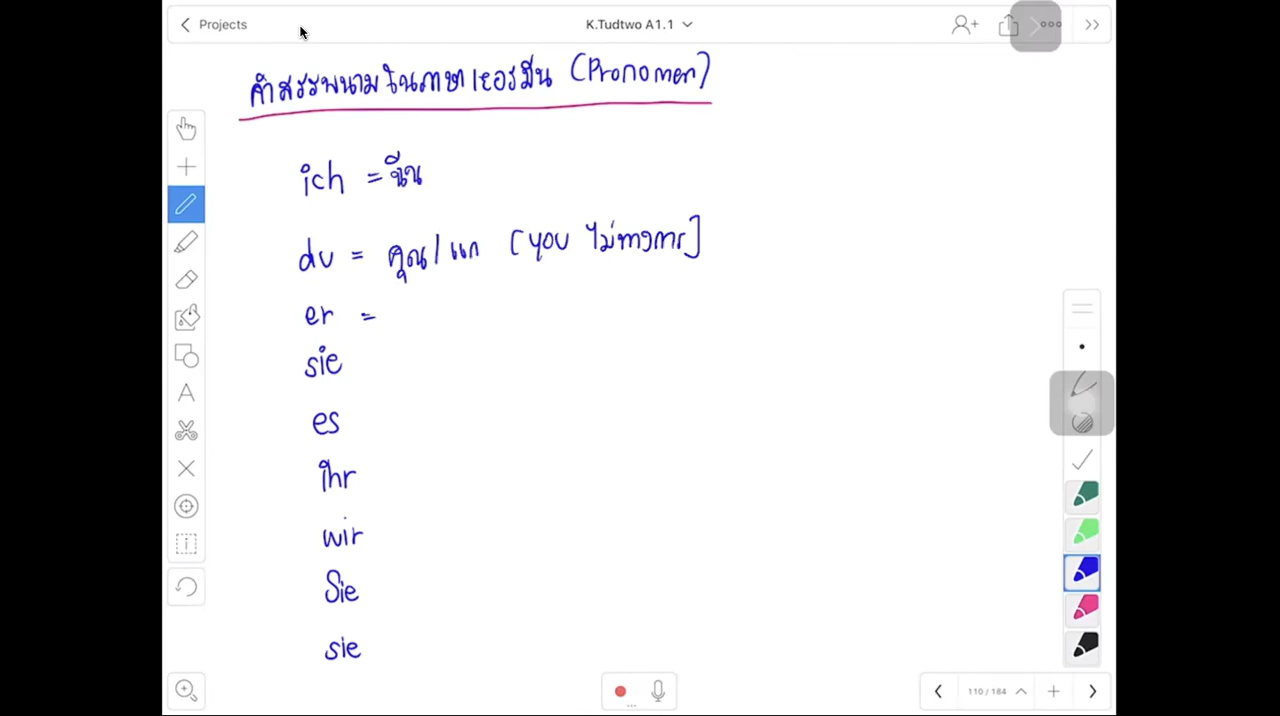 Projects
K.Tudtwo A1.1
คำสรรพนามในภาษาเยอรมัน (Pronomen)
ich = ฉัน
du = คุณ/แก [you ไม่ทางการ]
er =
sie
es
ihr
wir
Sie
sie
A
110 / 184